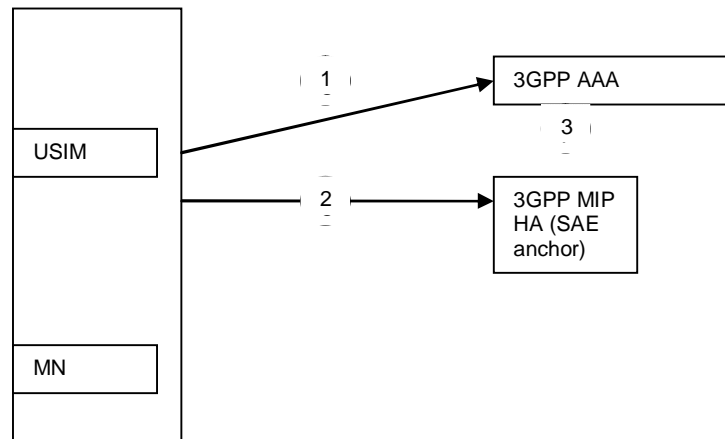 1
3GPP AAA
3
USIM
2
3GPP MIP
HA (SAE
anchor)
MN